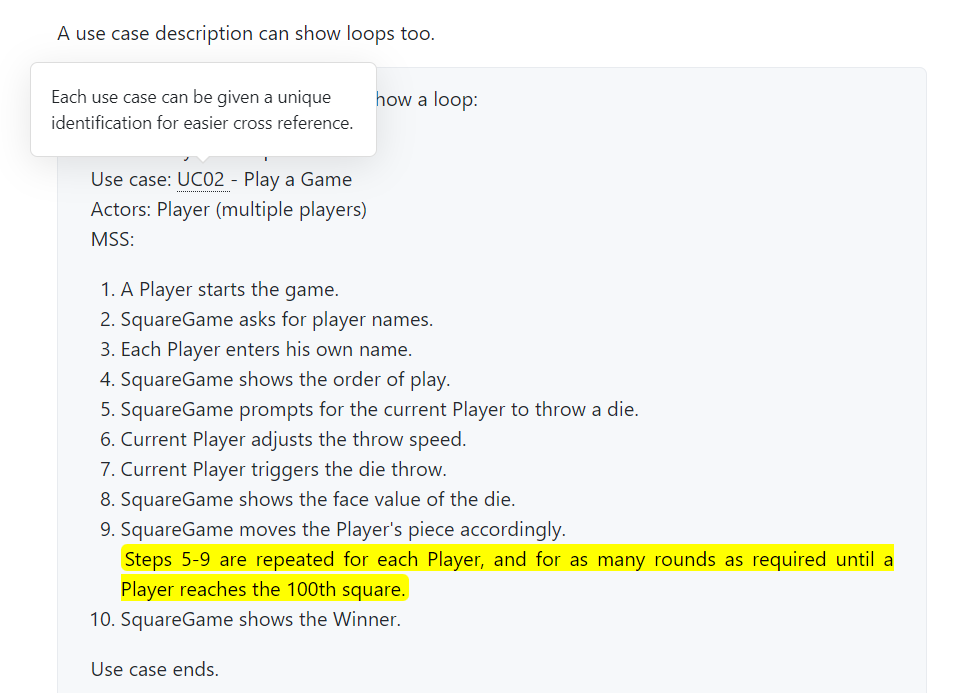 A use case description can show loops too.
Each use case can be given a unique
identification for easier cross reference.
how a loop:
Use case: UC02 - Play a Game
Actors: Player (multiple players)
MSS:
1. A Player starts the game.
2. SquareGame asks for player names.
3. Each Player enters his own name.
4. SquareGame shows the order of play.
5. SquareGame prompts for the current Player to throw a die.
6. Current Player adjusts the throw speed.
7. Current Player triggers the die throw.
8. SquareGame shows the face value of the die.
9. SquareGame moves the Player's piece accordingly.
Steps 5-9 are repeated for each Player, and for as many rounds as required until a
Player reaches the 100th square.
10. SquareGame shows the Winner.
Use case ends.